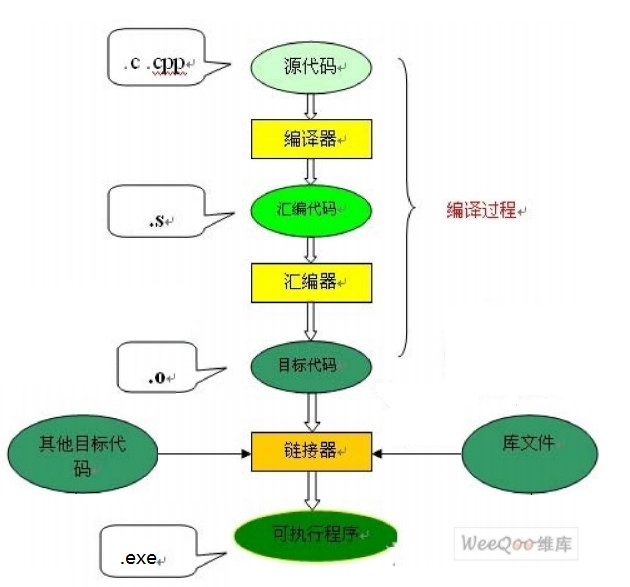 .c .cpp
源代码
编译器
.s
汇编代码
编译过程
汇编器
.o
目标代码
其他目标代
码
链接器
库文件
可执行程序
.exe
WeeQoo维库